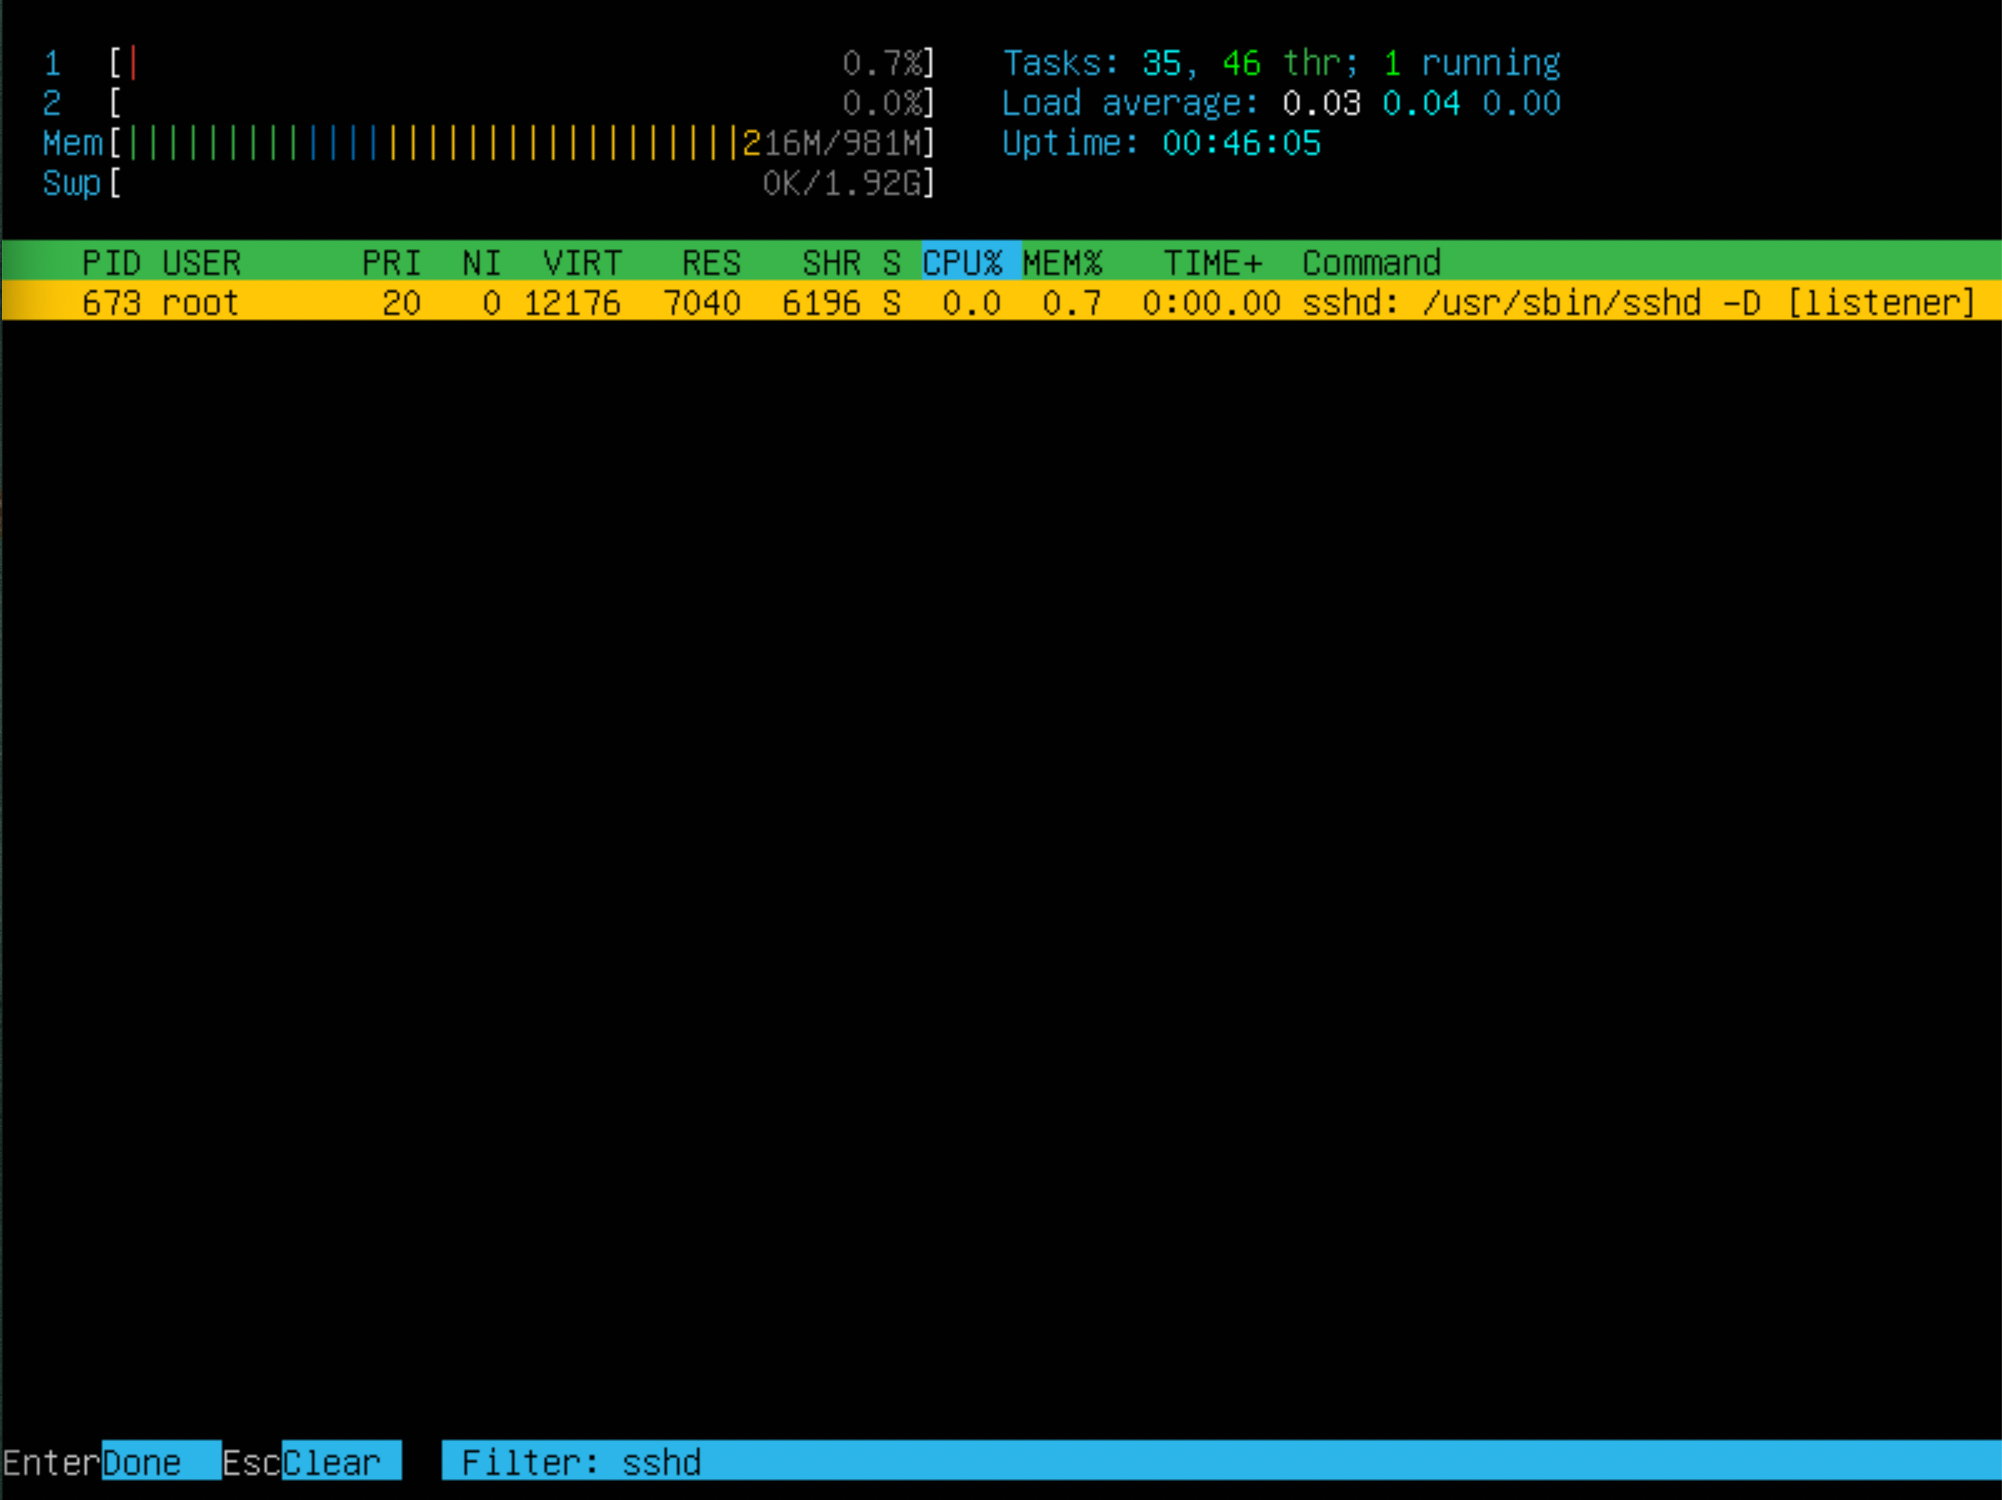 1 [| 0.7%] Tasks: 35, 46 thr; 1 running
2 [ 0.0%] Load average: 0.03 0.04 0.00
Mem[|||||||||||||||||||||||||||||||216M/981M] Uptime: 00:46:05
Swp[ 0K/1.92G]
PID USER PRI NI VIRT RES SHR S CPU% MEM% TIME+ Command
673 root 20 0 12176 7040 6196 S 0.0 0.7 0:00.00 sshd: /usr/sbin/sshd -D [listener]
EnterDone EscClear Filter: sshd